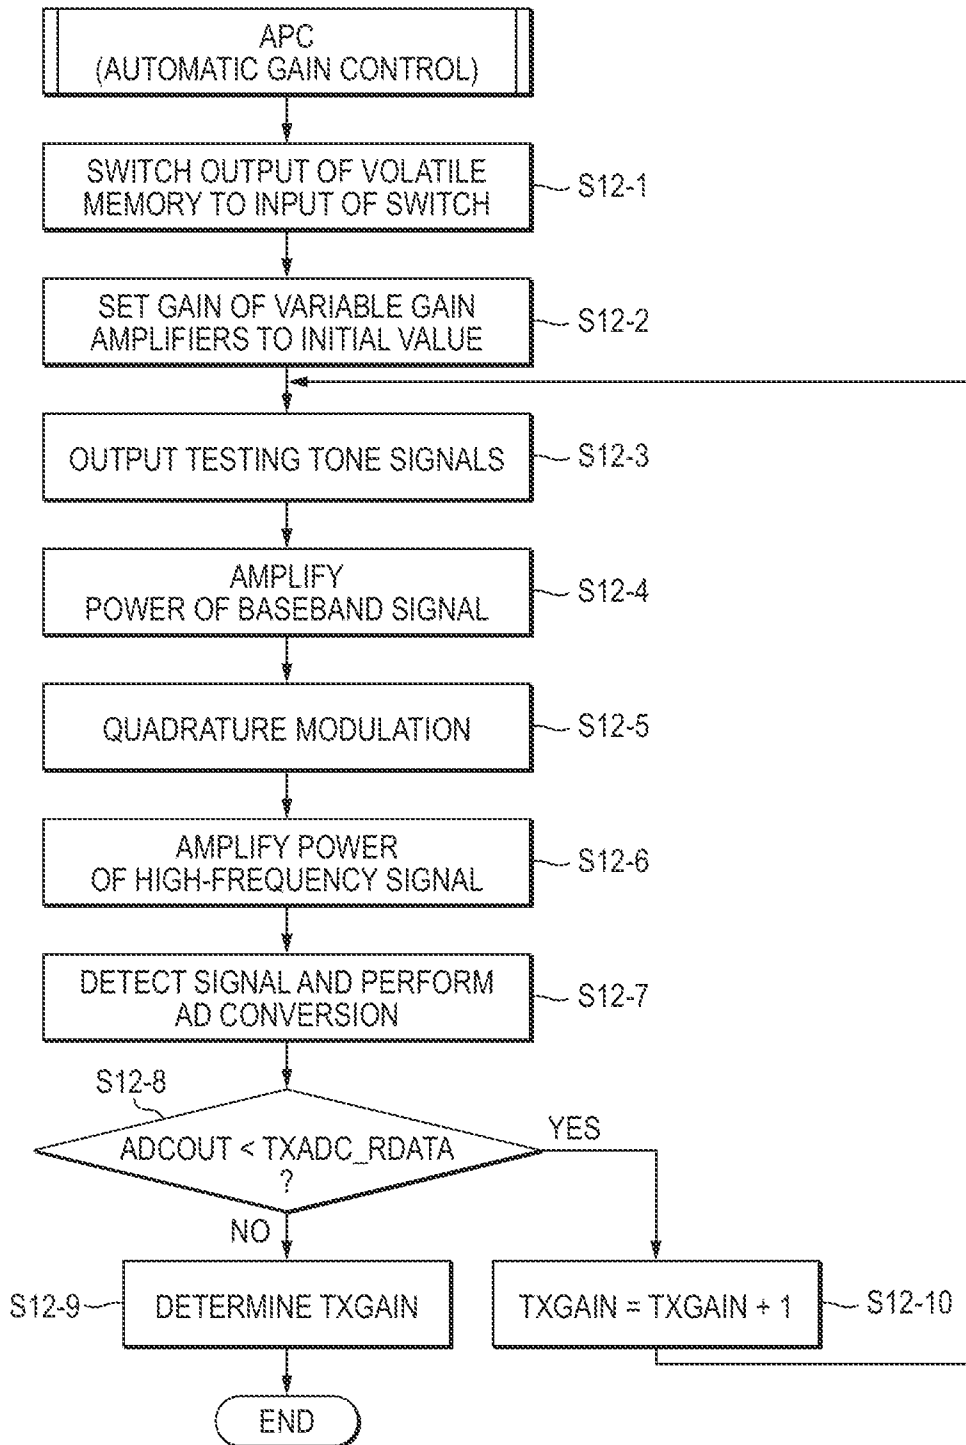 APC
(AUTOMATIC GAIN CONTROL)
SWITCH OUTPUT OF VOLATILE
MEMORY TO INPUT OF SWITCH
S12-1
SET GAIN OF VARIABLE GAIN
AMPLIFIERS TO INITIAL VALUE
S12-2
OUTPUT TESTING TONE SIGNALS
S12-3
AMPLIFY
POWER OF BASEBAND SIGNAL
S12-4
QUADRATURE MODULATION
S12-5
AMPLIFY POWER
OF HIGH-FREQUENCY SIGNAL
S12-6
DETECT SIGNAL AND PERFORM
AD CONVERSION
S12-7
S12-8
ADCOUT < TXADC_RDATA
?
YES
NO
S12-9
DETERMINE TXGAIN
TXGAIN = TXGAIN + 1
S12-10
END